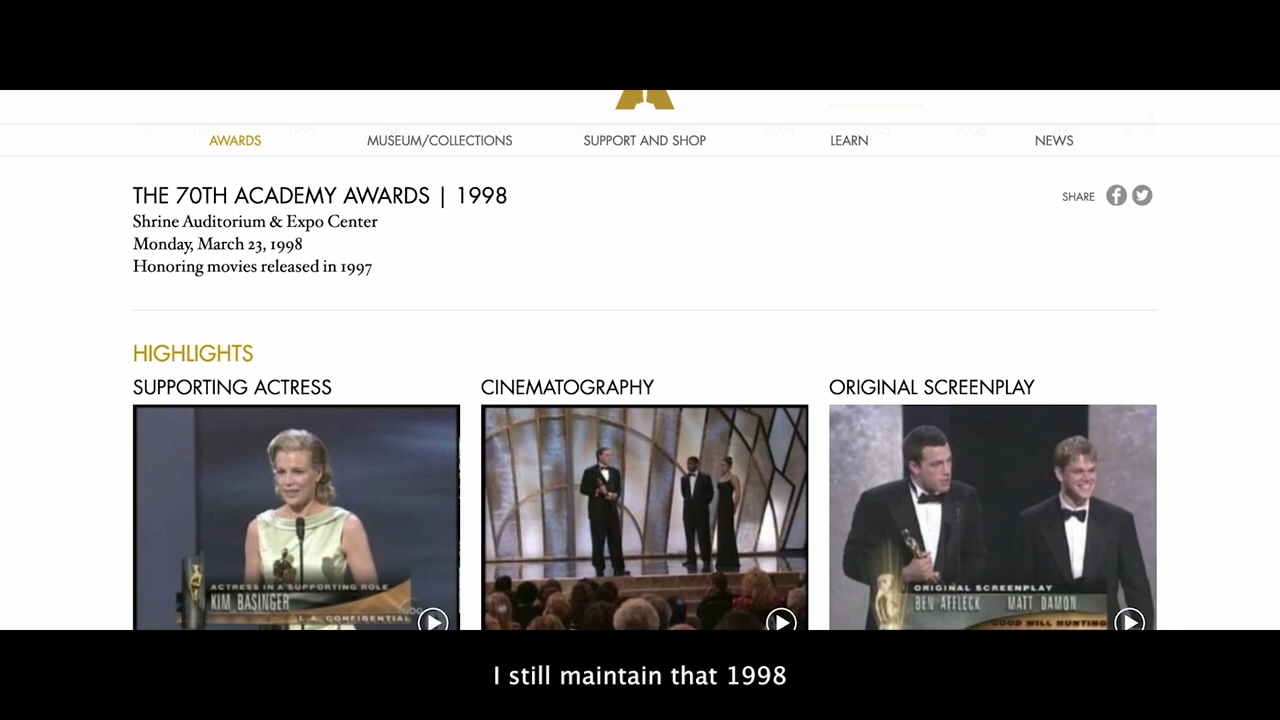 AWARDS MUSEUM/COLLECTIONS SUPPORT AND SHOP LEARN NEWS
THE 70TH ACADEMY AWARDS | 1998
SHARE
Shrine Auditorium & Expo Center
Monday, March 23, 1998
Honoring movies released in 1997
HIGHLIGHTS
SUPPORTING ACTRESS
CINEMATOGRAPHY
ORIGINAL SCREENPLAY
ACTRESS IN A SUPPORTING ROLE
KIM BASINGER
abc
L.A. CONFIDENTIAL
ORIGINAL SCREENPLAY
BEN AFFLECK MATT DAMON
GOOD WILL HUNTING
I still maintain that 1998